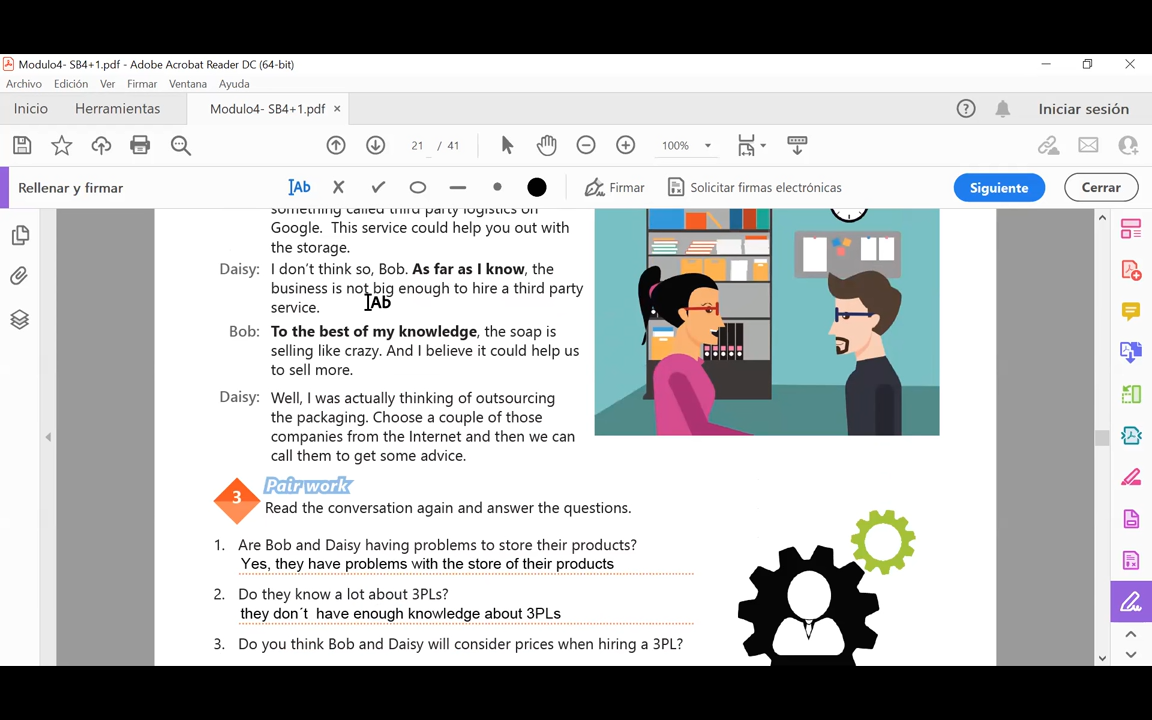 Modulo4- SB4+1.pdf - Adobe Acrobat Reader DC (64-bit)
Archivo Edición Ver Firmar Ventana Ayuda
Inicio Herramientas Modulo4- SB4+1.pdf × Iniciar sesión
21 / 41 100%
Rellenar y firmar Ab Firmar Solicitar firmas electrónicas Siguiente Cerrar
something called third party logistics on
Google. This service could help you out with
the storage.
Daisy: I don't think so, Bob. As far as I know, the
business is not big enough to hire a third party
service.
Ab
Bob: To the best of my knowledge, the soap is
selling like crazy. And I believe it could help us
to sell more.
Daisy: Well, I was actually thinking of outsourcing
the packaging. Choose a couple of those
companies from the Internet and then we can
call them to get some advice.
3 Pair work
Read the conversation again and answer the questions.
1. Are Bob and Daisy having problems to store their products?
Yes, they have problems with the store of their products
2. Do they know a lot about 3PLs?
they don´t have enough knowledge about 3PLs
3. Do you think Bob and Daisy will consider prices when hiring a 3PL?